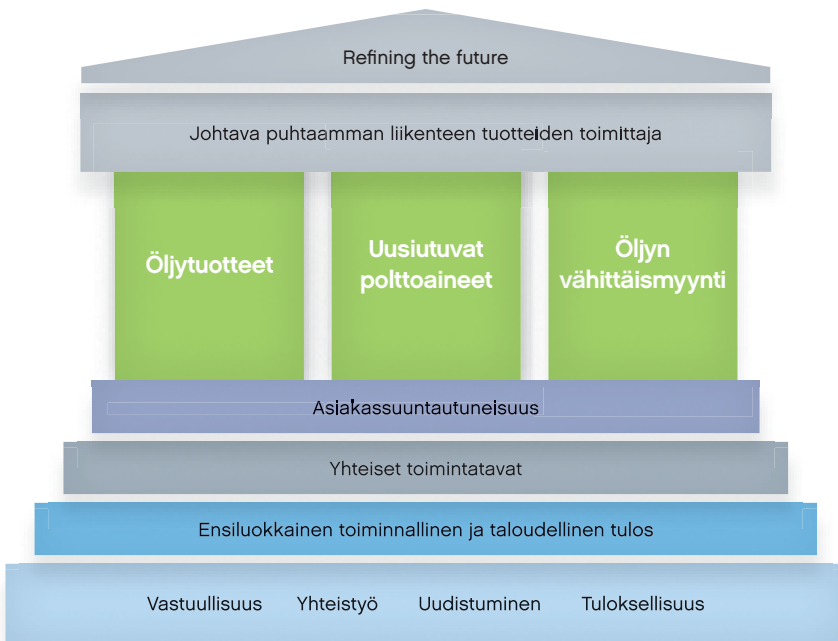 Refining the future
Johtava puhtaamman liikenteen tuotteiden toimittaja
Öljytuotteet
Uusiutuvat
polttoaineet
Öljyn
vähittäismyynti
Asiakassuuntautuneisuus
Yhteiset toimintatavat
Ensiluokkainen toiminnallinen ja taloudellinen tulos
Vastuullisuus Yhteistyö Uudistuminen Tuloksellisuus